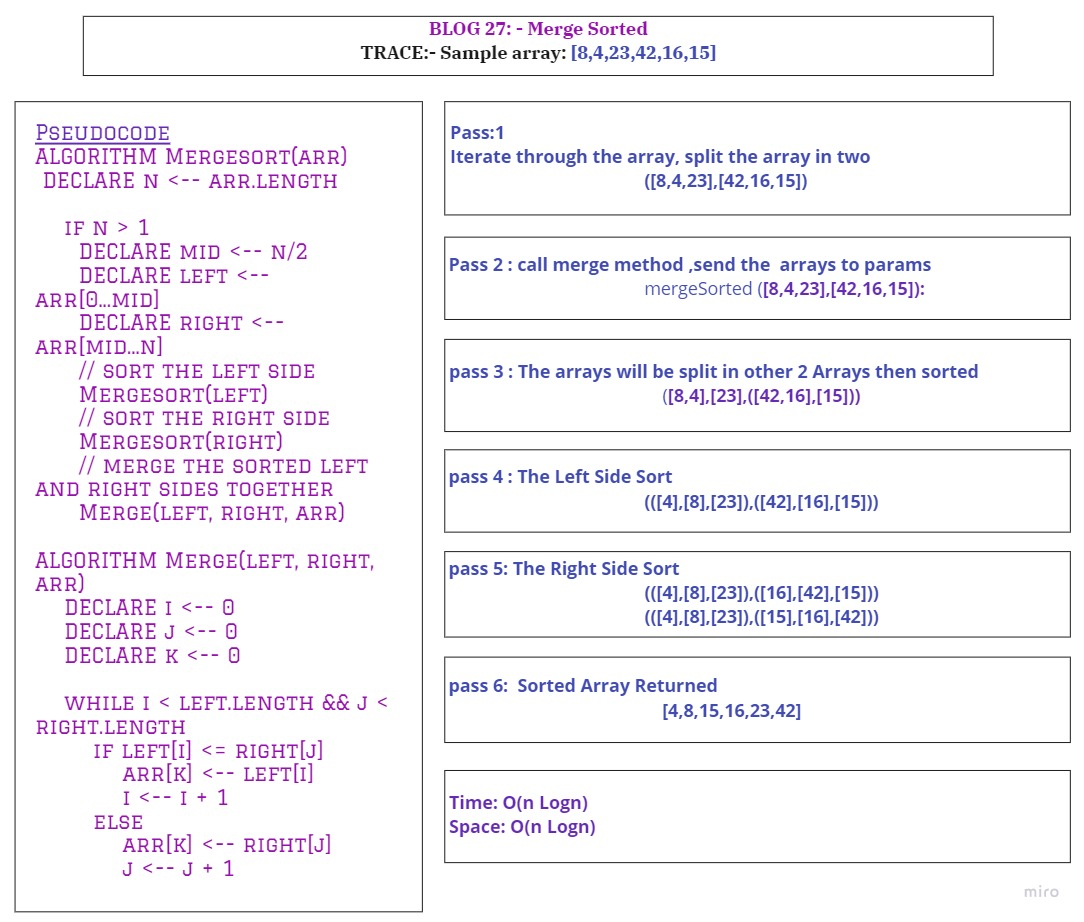 BLOG 27: - Merge Sorted
TRACE:- Sample array: [8,4,23,42,16,15]
Pseudocode
ALGORITHM Mergesort(arr)
DECLARE n <-- arr.length
if n > 1
DECLARE mid <-- n/2
DECLARE left <--
arr[0...mid]
DECLARE right <--
arr[mid...n]
// sort the left side
Mergesort(left)
// sort the right side
Mergesort(right)
// merge the sorted left
and right sides together
Merge(left, right, arr)
ALGORITHM Merge(left, right,
arr)
DECLARE i <-- 0
DECLARE j <-- 0
DECLARE k <-- 0
while i < left.length && j <
right.length
if left[i] <= right[j]
arr[k] <-- left[i]
i <-- i + 1
else
arr[k] <-- right[j]
j <-- j + 1
Pass:1
Iterate through the array, split the array in two
([8,4,23],[42,16,15])
Pass 2 : call merge method ,send the  arrays to params
mergeSorted ([8,4,23],[42,16,15]):
pass 3 : The arrays will be split in other 2 Arrays then sorted
([8,4],[23],([42,16],[15]))
pass 4 : The Left Side Sort
(([4],[8],[23]),([42],[16],[15]))
pass 5: The Right Side Sort
(([4],[8],[23]),([16],[42],[15]))
(([4],[8],[23]),([15],[16],[42]))
pass 6:  Sorted Array Returned
[4,8,15,16,23,42]
Time: O(n Logn)
Space: O(n Logn)
miro